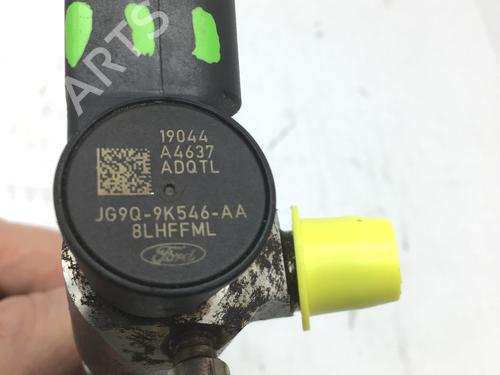 ARTS
19044
A4637
ADQTL
JG9Q-9K546-AA
8LHFFML
Ford